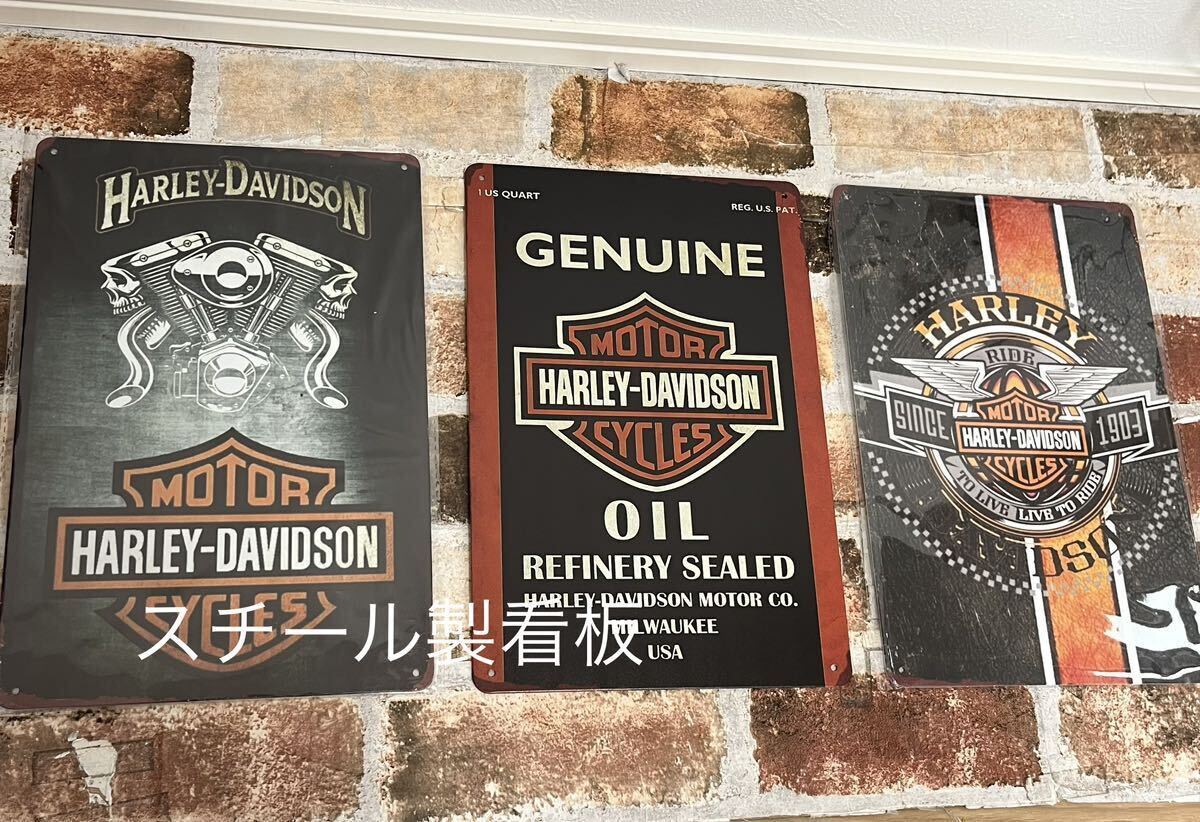 HARLEY-DAVIDSON
MOTOR
HARLEY-DAVIDSON
CYCLES
スチール製看板
1 US QUART
REG. U.S. PAT.
GENUINE
MOTOR
HARLEY-DAVIDSON
CYCLES
OIL
REFINERY SEALED
HARLEY-DAVIDSON MOTOR CO.
MILWAUKEE
USA
HARLEY
RIDE
SINCE 1903
MOTOR
HARLEY-DAVIDSON
CYCLES
TO LIVE LIVE TO RIDE